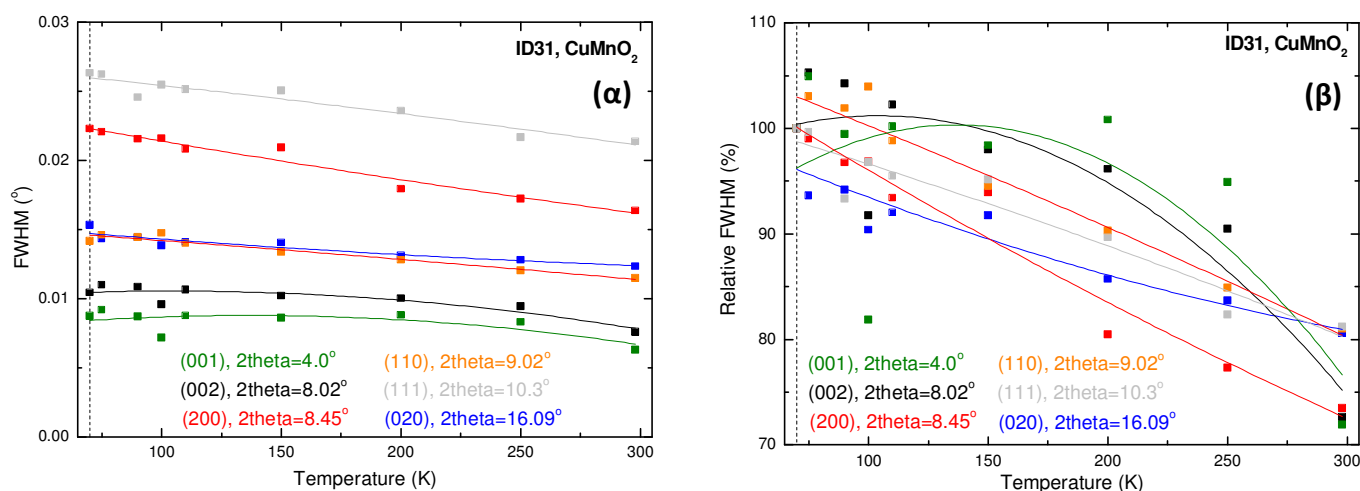 0.03
0.02
0.01
0.00
FWHM (°)
ID31, CuMnO2
(α)
(001), 2theta=4.0°
(110), 2theta=9.02°
(002), 2theta=8.02°
(111), 2theta=10.3°
(200), 2theta=8.45°
(020), 2theta=16.09°
100 150 200 250 300
Temperature (K)
110
100
90
80
70
Relative FWHM (%)
ID31, CuMnO2
(β)
(001), 2theta=4.0°
(110), 2theta=9.02°
(002), 2theta=8.02°
(111), 2theta=10.3°
(200), 2theta=8.45°
(020), 2theta=16.09°
100 150 200 250 300
Temperature (K)